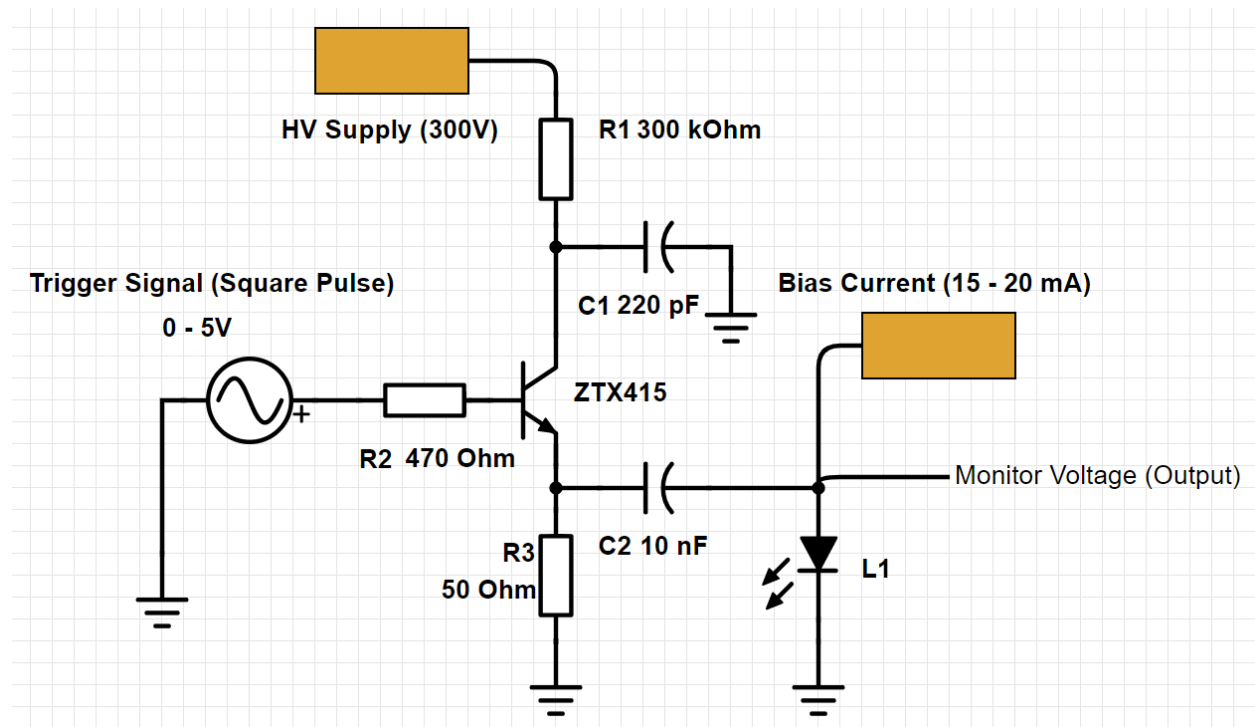 HV Supply (300V)
R1 300 kOhm
Trigger Signal (Square Pulse)
0 - 5V
C1 220 pF
Bias Current (15 - 20 mA)
+
ZTX415
R2 470 Ohm
Monitor Voltage (Output)
R3
50 Ohm
C2 10 nF
L1